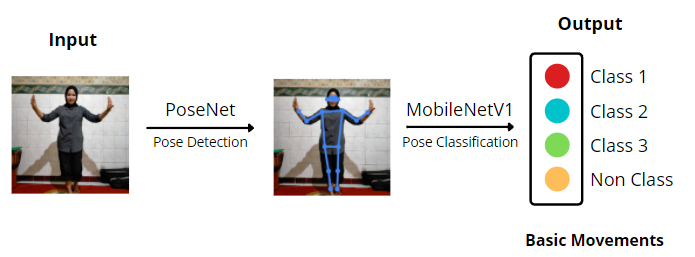 Input
PoseNet
Pose Detection
MobileNetV1
Pose Classification
Output
Class 1
Class 2
Class 3
Non Class
Basic Movements